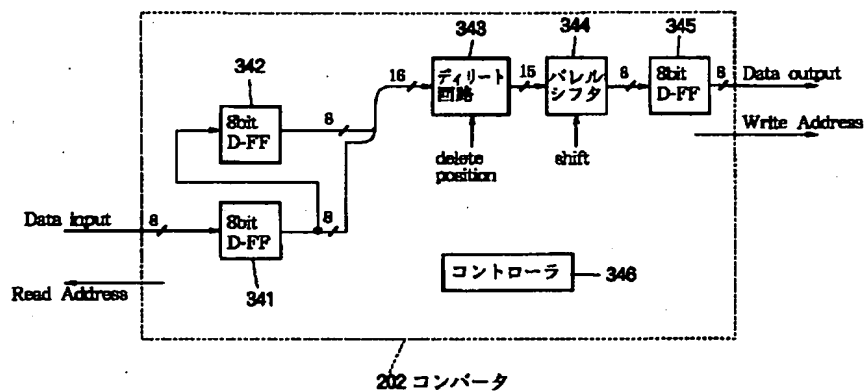 343
344
345
342
16
ディリート
回路
15
バレル
シフタ
8
8bit
D-FF
8
Data output
8bit
D-FF
8
Write Address
delete
position
shift
Data input
8
8bit
D-FF
8
コントローラ
346
Read Address
341
202 コンバータ